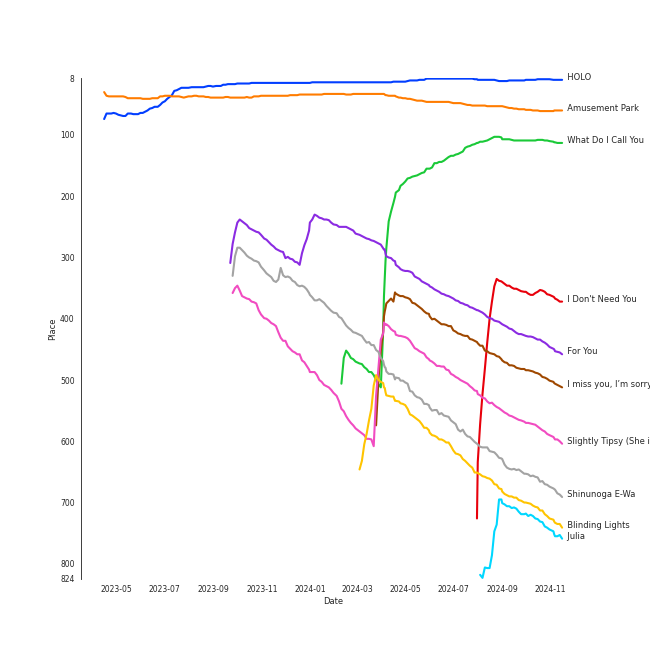 8
HOLO
Amusement Park
100
What Do I Call You
200
300
I Don't Need You
For You
400
I miss you, I'm sorry
500
Slightly Tipsy (She i
600
Shinunoga E-Wa
700
Blinding Lights
Julia
800
824
Place
2023-05 2023-07 2023-09 2023-11 2024-01 2024-03 2024-05 2024-07 2024-09 2024-11
Date